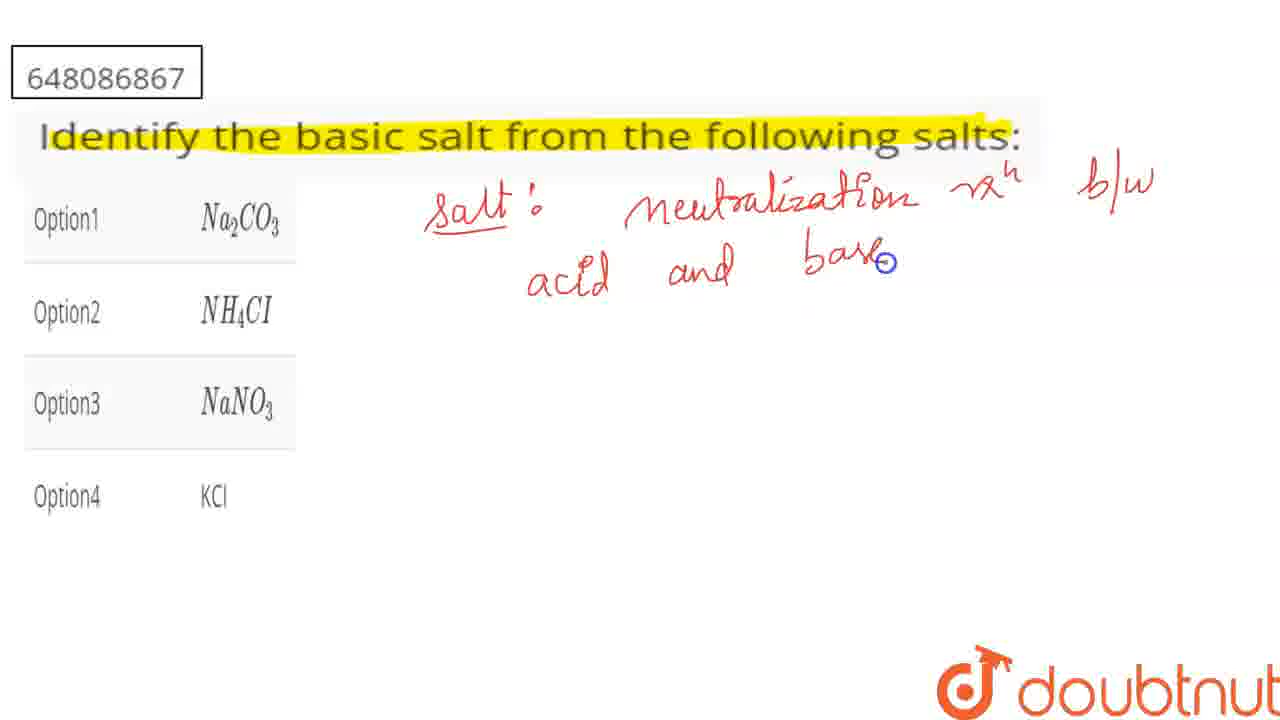 648086867
Identify the basic salt from the following salts:
Option1 Na₂CO₃
Option2 NH₄Cl
Option3 NaNO₃
Option4 KCl
salt: neutralization rxⁿ b/w
acid and base
doubtnut